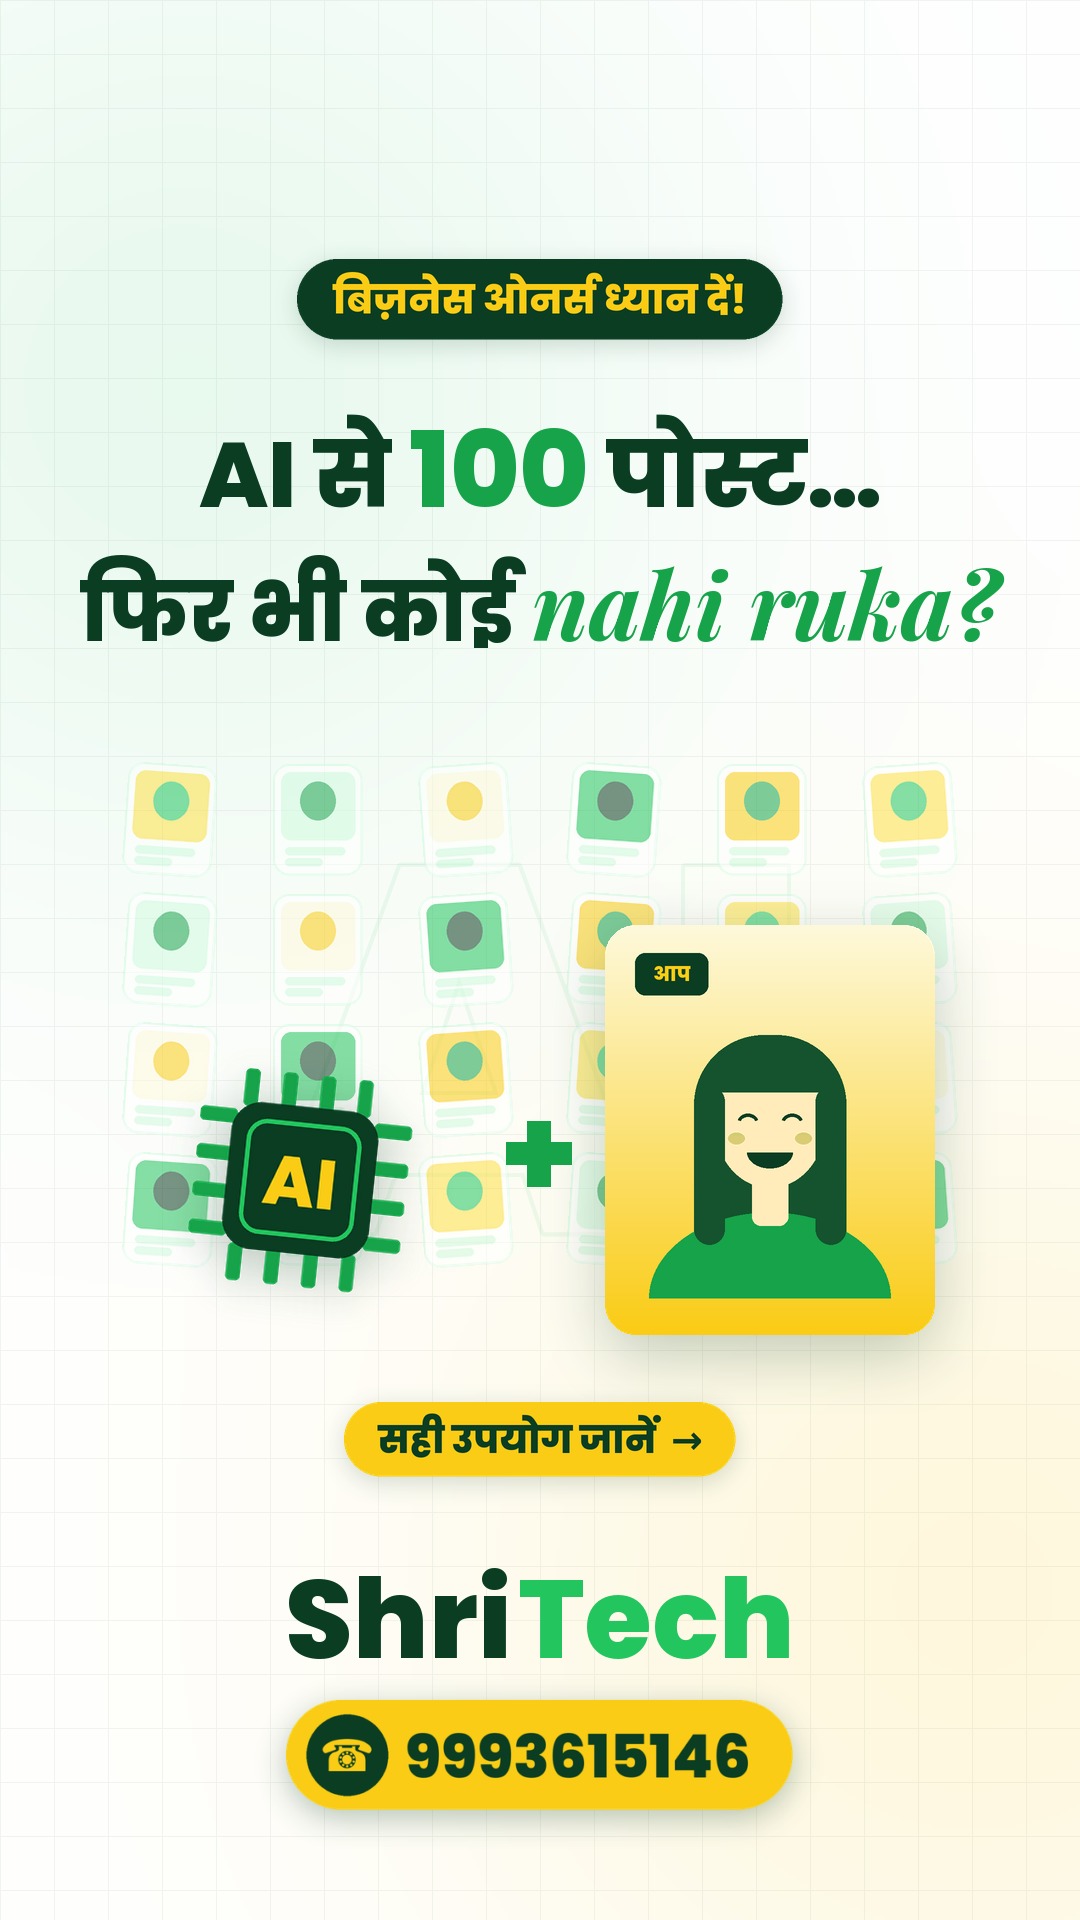 बिज़नेस ओनर्स ध्यान दें!
AI से 100 पोस्ट...
फिर भी कोई nahi ruka?
आप
AI
सही उपयोग जानें →
ShriTech
9993615146